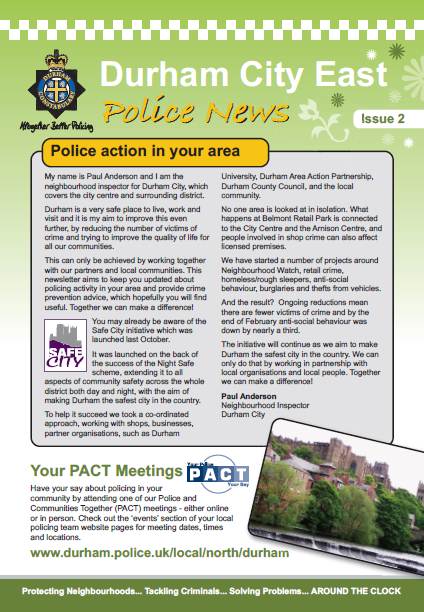 DURHAM
CONSTABULARY
Altogether Better Policing
Durham City East
Police News
Issue 2
Police action in your area
My name is Paul Anderson and I am the
neighbourhood inspector for Durham City, which
covers the city centre and surrounding district.
Durham is a very safe place to live, work and
visit and it is my aim to improve this even
further, by reducing the number of victims of
crime and trying to improve the quality of life for
all our communities.
This can only be achieved by working together
with our partners and local communities. This
newsletter aims to keep you updated about
policing activity in your area and provide crime
prevention advice, which hopefully you will find
useful. Together we can make a difference!
You may already be aware of the
Safe City initiative which was
launched last October.
SAFE
CITY
It was launched on the back of
the success of the Night Safe
scheme, extending it to all
aspects of community safety across the whole
district both day and night, with the aim of
making Durham the safest city in the country.
To help it succeed we took a co-ordinated
approach, working with shops, businesses,
partner organisations, such as Durham
University, Durham Area Action Partnership,
Durham County Council, and the local
community.
No one area is looked at in isolation. What
happens at Belmont Retail Park is connected
to the City Centre and the Arnison Centre, and
people involved in shop crime can also affect
licensed premises.
We have started a number of projects around
Neighbourhood Watch, retail crime,
homeless/rough sleepers, anti-social
behaviour, burglaries and thefts from vehicles.
And the result? Ongoing reductions mean
there are fewer victims of crime and by the
end of February anti-social behaviour was
down by nearly a third.
The initiative will continue as we aim to make
Durham the safest city in the country. We can
only do that by working in partnership with
local organisations and local people. Together
we can make a difference!
Paul Anderson
Neighbourhood Inspector
Durham City
Your PACT Meetings
Your Police
PACT
Your Say
Have your say about policing in your
community by attending one of our Police and
Communities Together (PACT) meetings - either online
or in person. Check out the 'events' section of your local
policing team website pages for meeting dates, times
and locations.
www.durham.police.uk/local/north/durham
Protecting Neighbourhoods... Tackling Criminals... Solving Problems... AROUND THE CLOCK